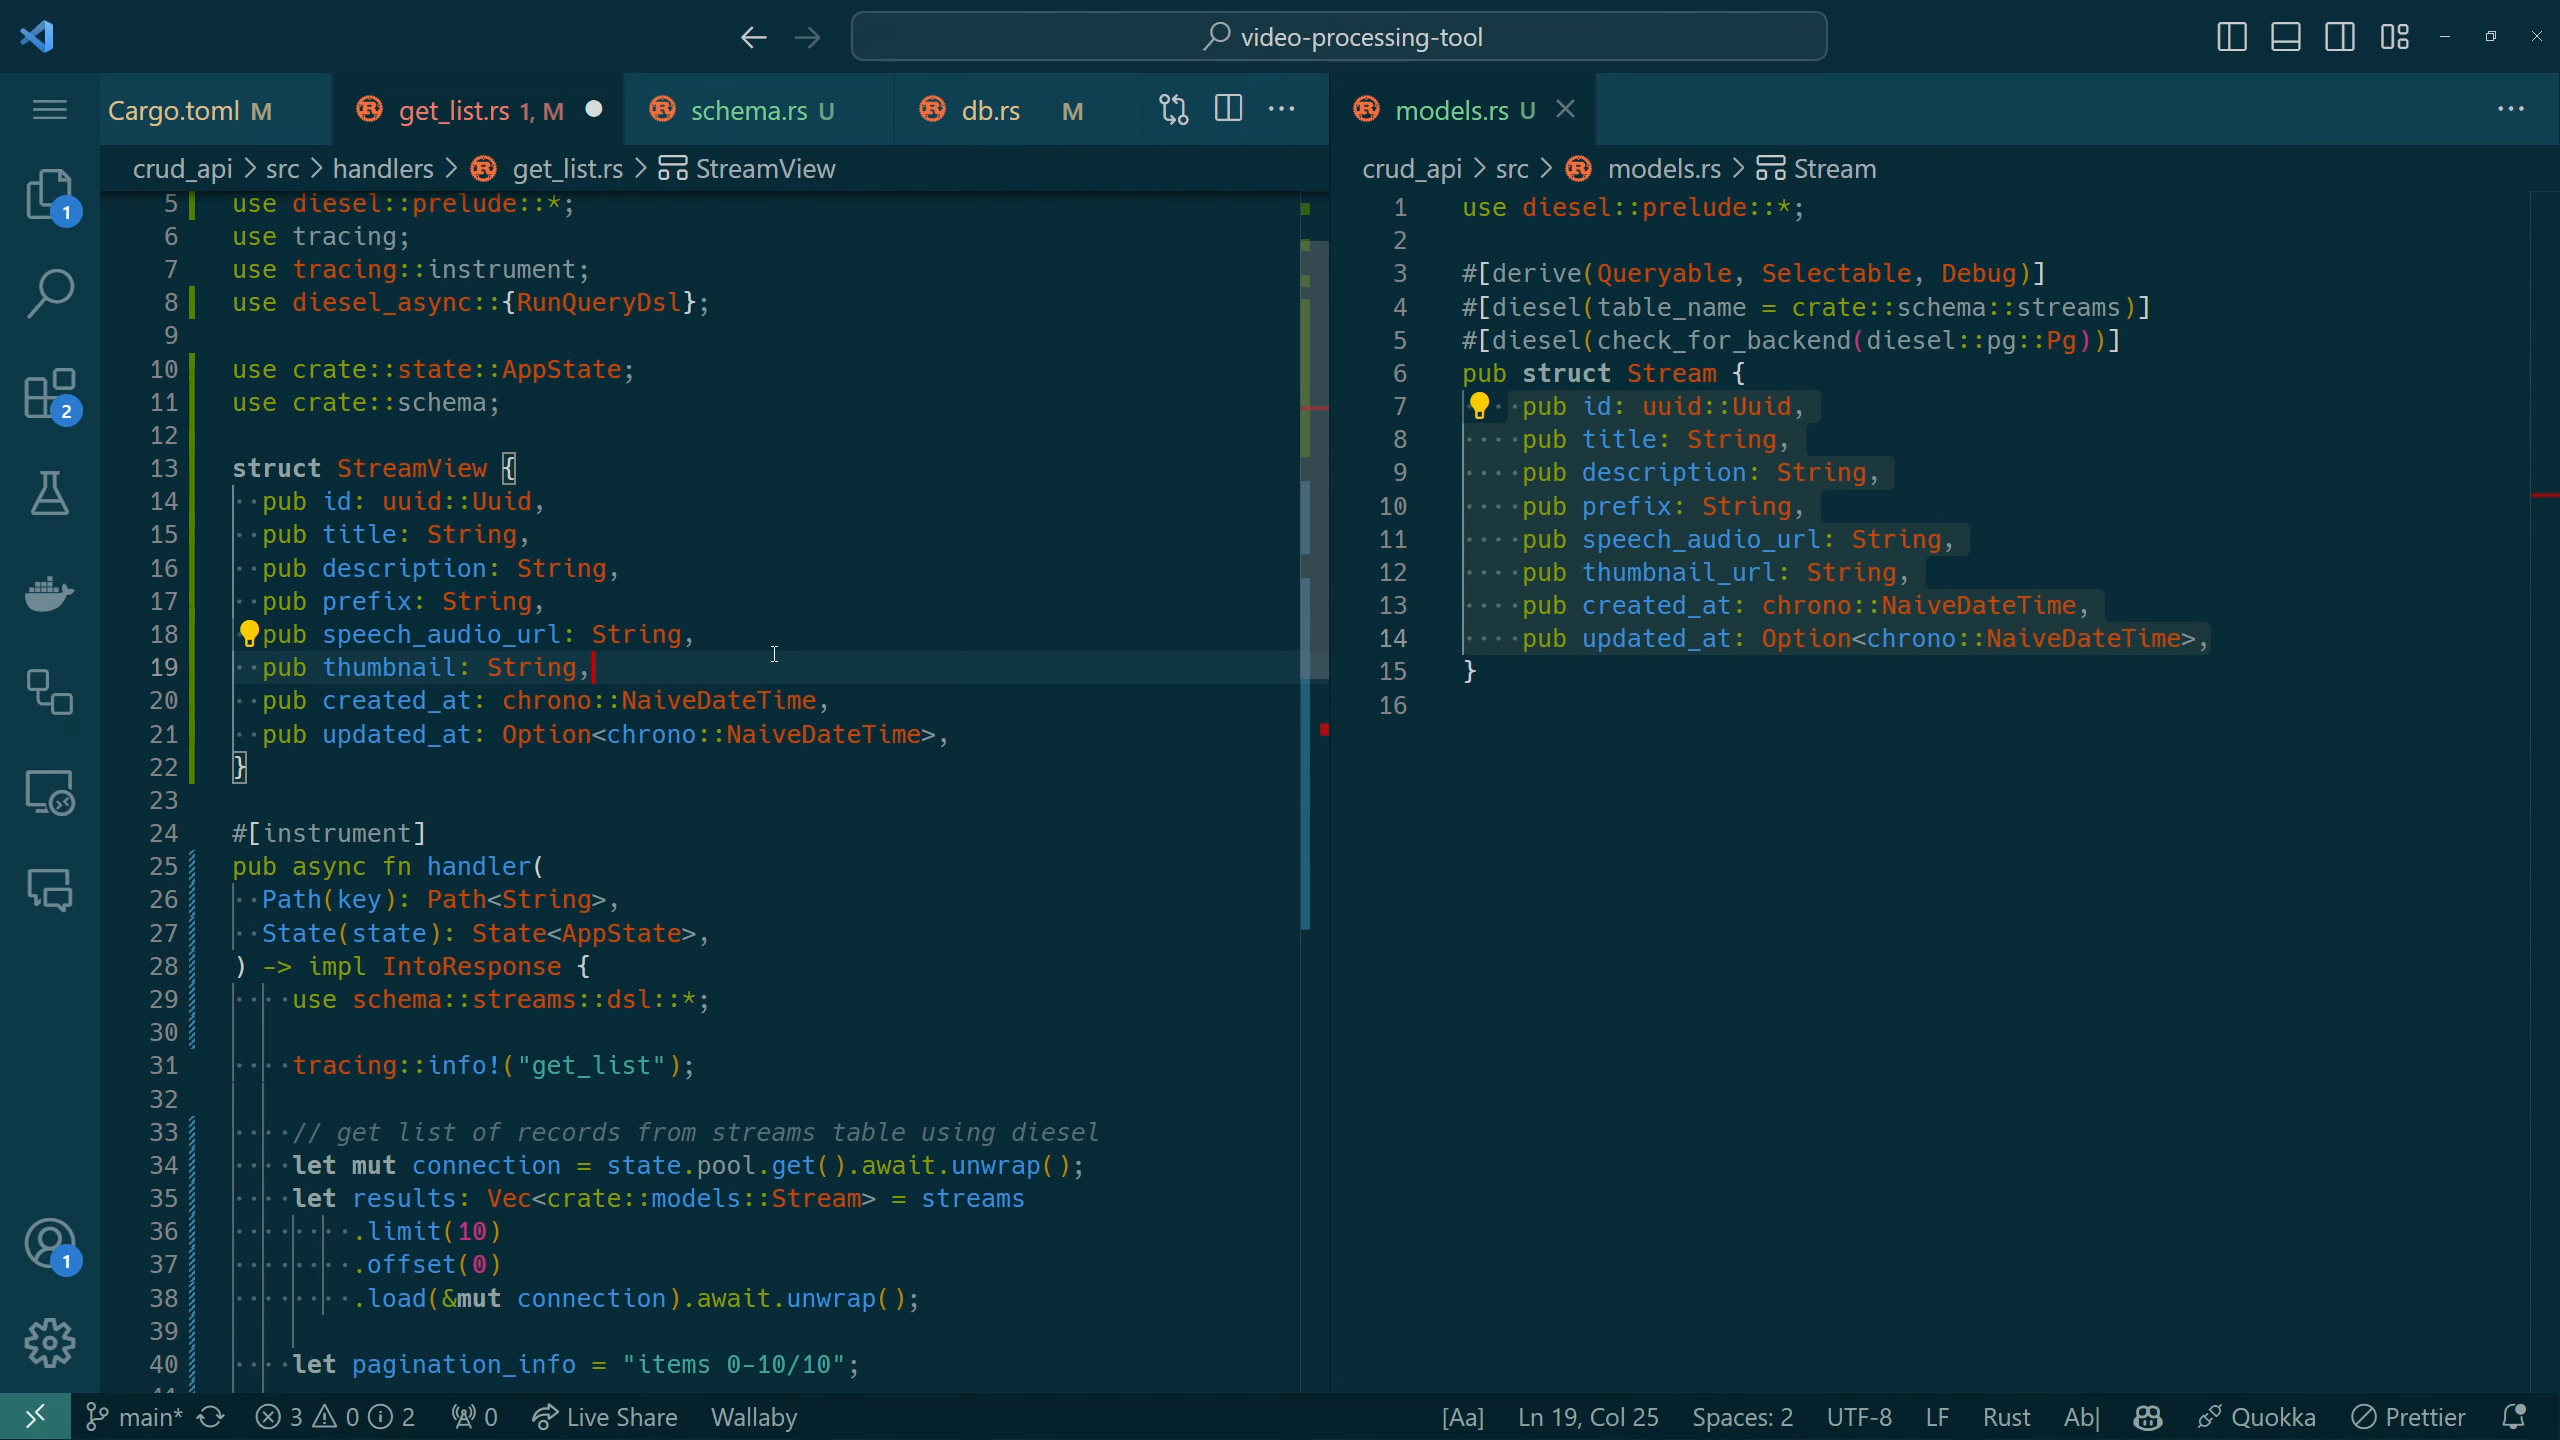 video-processing-tool
Cargo.toml M
get_list.rs 1, M
schema.rs U
db.rs M
models.rs U
crud_api > src > handlers > get_list.rs > StreamView
5 use diesel::prelude::*;
6 use tracing;
7 use tracing::instrument;
8 use diesel_async::{RunQueryDsl};
9
10 use crate::state::AppState;
11 use crate::schema;
12
13 struct StreamView {
14 pub id: uuid::Uuid,
15 pub title: String,
16 pub description: String,
17 pub prefix: String,
18 pub speech_audio_url: String,
19 pub thumbnail: String,
20 pub created_at: chrono::NaiveDateTime,
21 pub updated_at: Option<chrono::NaiveDateTime>,
22 }
23
24 #[instrument]
25 pub async fn handler(
26 Path(key): Path<String>,
27 State(state): State<AppState>,
28 ) -> impl IntoResponse {
29 use schema::streams::dsl::*;
30
31 tracing::info!("get_list");
32
33 // get list of records from streams table using diesel
34 let mut connection = state.pool.get().await.unwrap();
35 let results: Vec<crate::models::Stream> = streams
36 .limit(10)
37 .offset(0)
38 .load(&mut connection).await.unwrap();
39
40 let pagination_info = "items 0-10/10";
crud_api > src > models.rs > Stream
1 use diesel::prelude::*;
2
3 #[derive(Queryable, Selectable, Debug)]
4 #[diesel(table_name = crate::schema::streams)]
5 #[diesel(check_for_backend(diesel::pg::Pg))]
6 pub struct Stream {
7 pub id: uuid::Uuid,
8 pub title: String,
9 pub description: String,
10 pub prefix: String,
11 pub speech_audio_url: String,
12 pub thumbnail_url: String,
13 pub created_at: chrono::NaiveDateTime,
14 pub updated_at: Option<chrono::NaiveDateTime>,
15 }
16
1
2
1
main* 3 0 2 0 Live Share Wallaby [Aa] Ln 19, Col 25 Spaces: 2 UTF-8 LF Rust Ab| Quokka Prettier